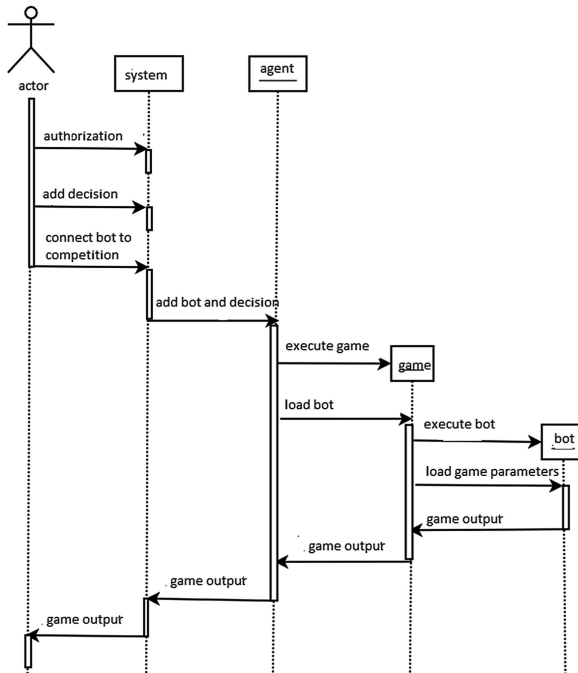 actor
system
agent
authorization
add decision
connect bot to
competition
add bot and decision
execute game
game
load bot
execute bot
bot
load game parameters
game output
game output
game output
game output